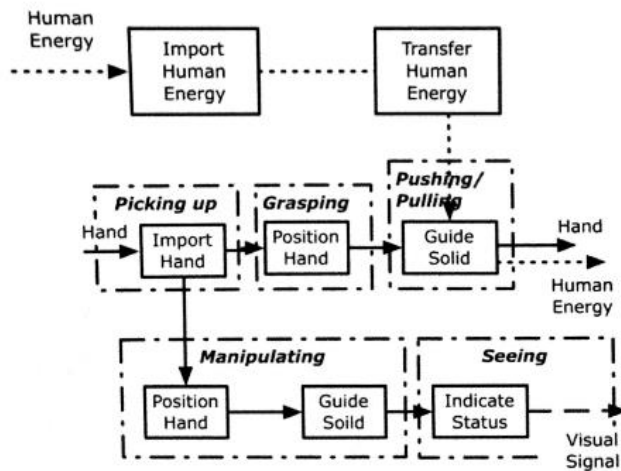 Human
Energy
Import
Human
Energy
Transfer
Human
Energy
Pushing/
Pulling
Picking up
Grasping
Hand
Import
Hand
Position
Hand
Guide
Solid
Hand
Human
Energy
Manipulating
Seeing
Position
Hand
Guide
Soild
Indicate
Status
Visual
Signal